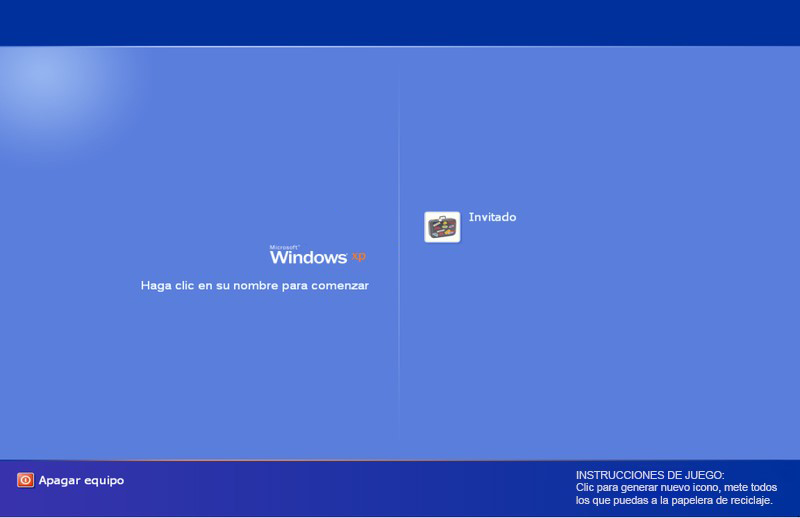 Microsoft
Windows xp
Haga clic en su nombre para comenzar
Invitado
Apagar equipo
INSTRUCCIONES DE JUEGO:
Clic para generar nuevo icono, mete todos
los que puedas a la papelera de reciclaje.